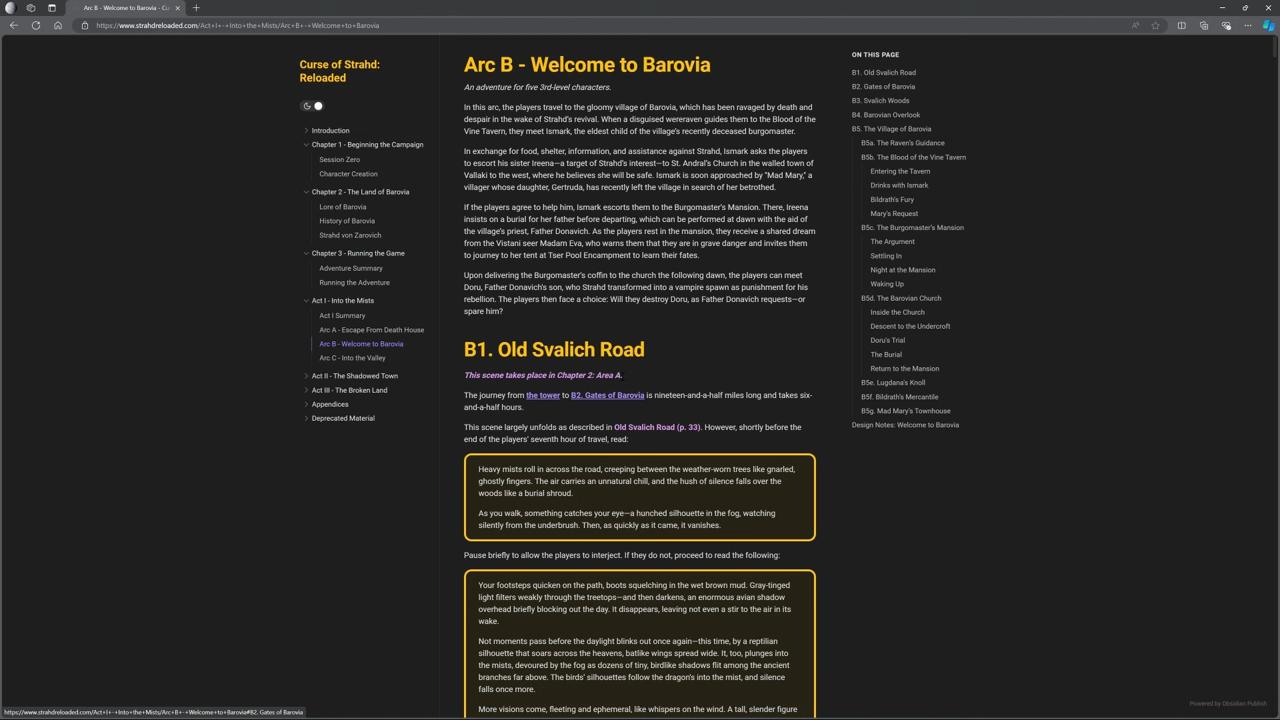 Arc B - Welcome to Barovia - Cu
https://www.strahdreloaded.com/Act+I+-+Into+the+Mists/Arc+B+-+Welcome+to+Barovia
Curse of Strahd:
Reloaded
Introduction
Chapter 1 - Beginning the Campaign
Session Zero
Character Creation
Chapter 2 - The Land of Barovia
Lore of Barovia
History of Barovia
Strahd von Zarovich
Chapter 3 - Running the Game
Adventure Summary
Running the Adventure
Act I - Into the Mists
Act I Summary
Arc A - Escape From Death House
Arc B - Welcome to Barovia
Arc C - Into the Valley
Act II - The Shadowed Town
Act III - The Broken Land
Appendices
Deprecated Material
Arc B - Welcome to Barovia
An adventure for five 3rd-level characters.
In this arc, the players travel to the gloomy village of Barovia, which has been ravaged by death and
despair in the wake of Strahd's revival. When a disguised wereraven guides them to the Blood of the
Vine Tavern, they meet Ismark, the eldest child of the village's recently deceased burgomaster.
In exchange for food, shelter, information, and assistance against Strahd, Ismark asks the players
to escort his sister Ireena—a target of Strahd's interest—to St. Andral's Church in the walled town of
Vallaki to the west, where he believes she will be safe. Ismark is soon approached by "Mad Mary," a
villager whose daughter, Gertruda, has recently left the village in search of her betrothed.
If the players agree to help him, Ismark escorts them to the Burgomaster's Mansion. There, Ireena
insists on a burial for her father before departing, which can be performed at dawn with the aid of
the village's priest, Father Donavich. As the players rest in the mansion, they receive a shared dream
from the Vistani seer Madam Eva, who warns them that they are in grave danger and invites them
to journey to her tent at Tser Pool Encampment to learn their fates.
Upon delivering the Burgomaster's coffin to the church the following dawn, the players can meet
Doru, Father Donavich's son, who Strahd transformed into a vampire spawn as punishment for his
rebellion. The players then face a choice: Will they destroy Doru, as Father Donavich requests—or
spare him?
B1. Old Svalich Road
This scene takes place in Chapter 2: Area A.
The journey from the tower to B2. Gates of Barovia is nineteen-and-a-half miles long and takes six-
and-a-half hours.
This scene largely unfolds as described in Old Svalich Road (p. 33). However, shortly before the
end of the players' seventh hour of travel, read:
Heavy mists roll in across the road, creeping between the weather-worn trees like gnarled,
ghostly fingers. The air carries an unnatural chill, and the hush of silence falls over the
woods like a burial shroud.
As you walk, something catches your eye—a hunched silhouette in the fog, watching
silently from the underbrush. Then, as quickly as it came, it vanishes.
Pause briefly to allow the players to interject. If they do not, proceed to read the following:
Your footsteps quicken on the path, boots squelching in the wet brown mud. Gray-tinged
light filters weakly through the treetops—and then darkens, an enormous avian shadow
overhead briefly blocking out the day. It disappears, leaving not even a stir to the air in its
wake.
Not moments pass before the daylight blinks out once again—this time, by a reptilian
silhouette that soars across the heavens, batlike wings spread wide. It, too, plunges into
the mists, devoured by the fog as dozens of tiny, birdlike shadows flit among the ancient
branches far above. The birds' silhouettes follow the dragon's into the mist, and silence
falls once more.
More visions come, fleeting and ephemeral, like whispers on the wind. A tall, slender figure
ON THIS PAGE
B1. Old Svalich Road
B2. Gates of Barovia
B3. Svalich Woods
B4. Barovian Overlook
B5. The Village of Barovia
B5a. The Raven's Guidance
B5b. The Blood of the Vine Tavern
Entering the Tavern
Drinks with Ismark
Bildrath's Fury
Mary's Request
B5c. The Burgomaster's Mansion
The Argument
Settling In
Night at the Mansion
Waking Up
B5d. The Barovian Church
Inside the Church
Descent to the Undercroft
Doru's Trial
The Burial
Return to the Mansion
B5e. Lugdana's Knoll
B5f. Bildrath's Mercantile
B5g. Mad Mary's Townhouse
Design Notes: Welcome to Barovia
Powered by Obsidian Publish
https://www.strahdreloaded.com/Act+I+-+Into+the+Mists/Arc+B+-+Welcome+to+Barovia#B2. Gates of Barovia